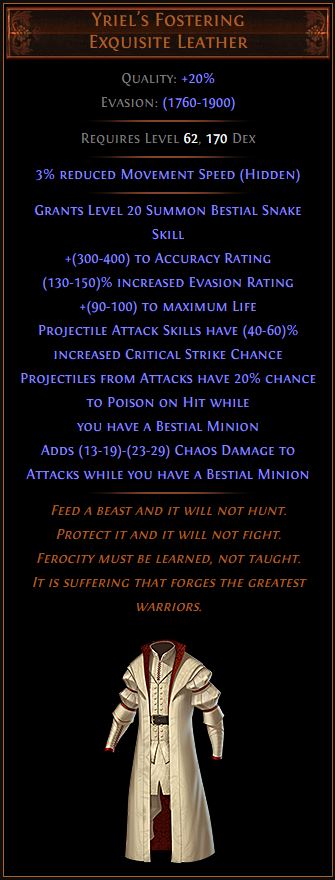 Yriel's Fostering
Exquisite Leather
Quality: +20%
Evasion: (1760-1900)
Requires Level 62, 170 Dex
3% reduced Movement Speed (Hidden)
Grants Level 20 Summon Bestial Snake
Skill
+(300-400) to Accuracy Rating
(130-150)% increased Evasion Rating
+(90-100) to maximum Life
Projectile Attack Skills have (40-60)%
increased Critical Strike Chance
Projectiles from Attacks have 20% chance
to Poison on Hit while
you have a Bestial Minion
Adds (13-19)-(23-29) Chaos Damage to
Attacks while you have a Bestial Minion
Feed a beast and it will not hunt.
Protect it and it will not fight.
Ferocity must be learned, not taught.
It is suffering that forges the greatest
warriors.